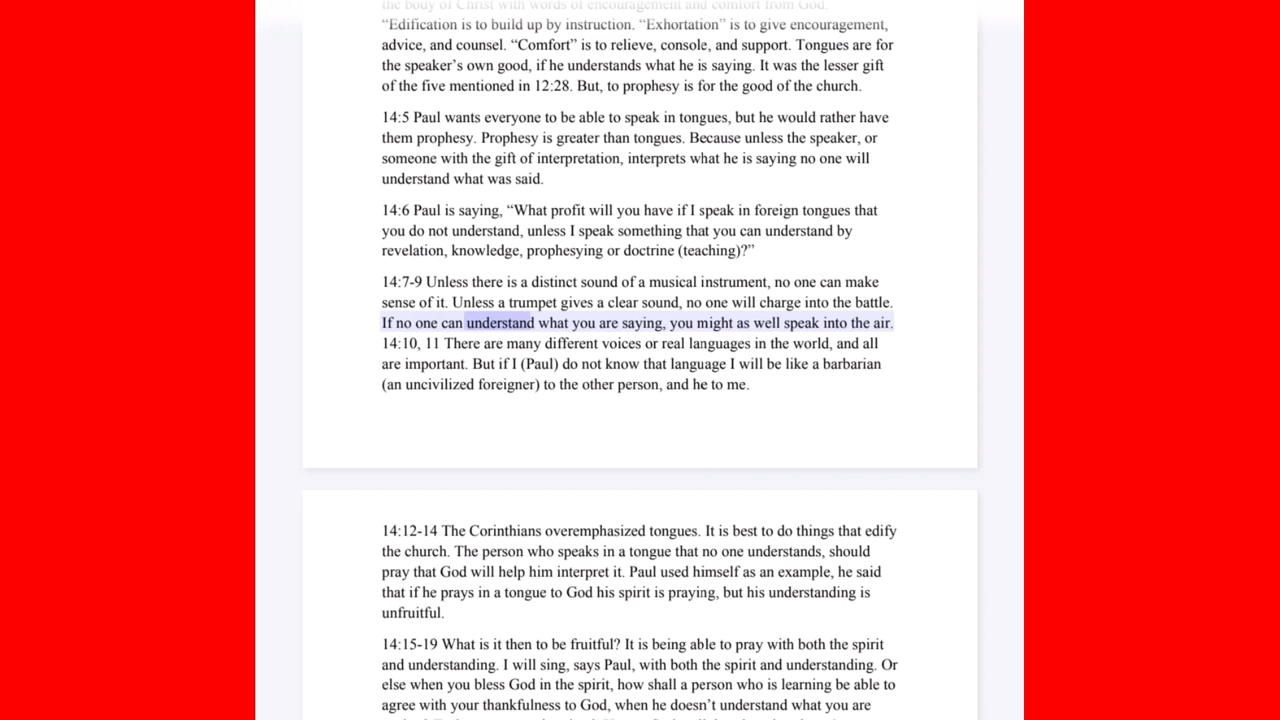 the body of Christ with words of encouragement and comfort from God.
“Edification is to build up by instruction. “Exhortation” is to give encouragement,
advice, and counsel. “Comfort” is to relieve, console, and support. Tongues are for
the speaker’s own good, if he understands what he is saying. It was the lesser gift
of the five mentioned in 12:28. But, to prophesy is for the good of the church.
14:5 Paul wants everyone to be able to speak in tongues, but he would rather have
them prophesy. Prophesy is greater than tongues. Because unless the speaker, or
someone with the gift of interpretation, interprets what he is saying no one will
understand what was said.
14:6 Paul is saying, “What profit will you have if I speak in foreign tongues that
you do not understand, unless I speak something that you can understand by
revelation, knowledge, prophesying or doctrine (teaching)?”
14:7-9 Unless there is a distinct sound of a musical instrument, no one can make
sense of it. Unless a trumpet gives a clear sound, no one will charge into the battle.
If no one can understand what you are saying, you might as well speak into the air.
14:10, 11 There are many different voices or real languages in the world, and all
are important. But if I (Paul) do not know that language I will be like a barbarian
(an uncivilized foreigner) to the other person, and he to me.
14:12-14 The Corinthians overemphasized tongues. It is best to do things that edify
the church. The person who speaks in a tongue that no one understands, should
pray that God will help him interpret it. Paul used himself as an example, he said
that if he prays in a tongue to God his spirit is praying, but his understanding is
unfruitful.
14:15-19 What is it then to be fruitful? It is being able to pray with both the spirit
and understanding. I will sing, says Paul, with both the spirit and understanding. Or
else when you bless God in the spirit, how shall a person who is learning be able to
agree with your thankfulness to God, when he doesn’t understand what you are